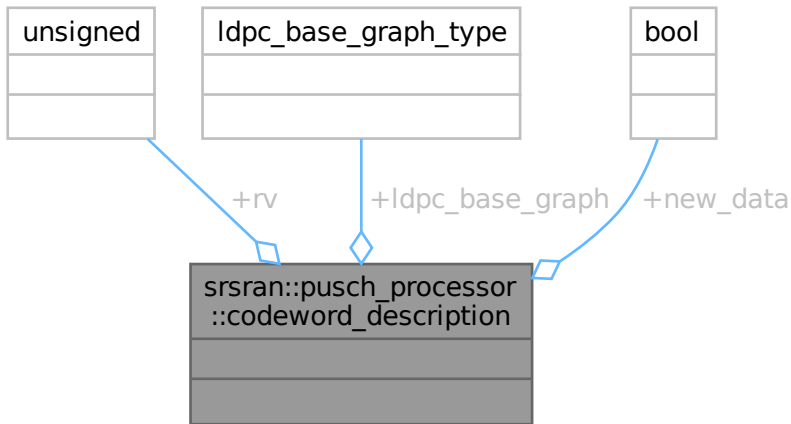 unsigned
ldpc_base_graph_type
bool
+rv
+ldpc_base_graph
+new_data
srsran::pusch_processor
::codeword_description